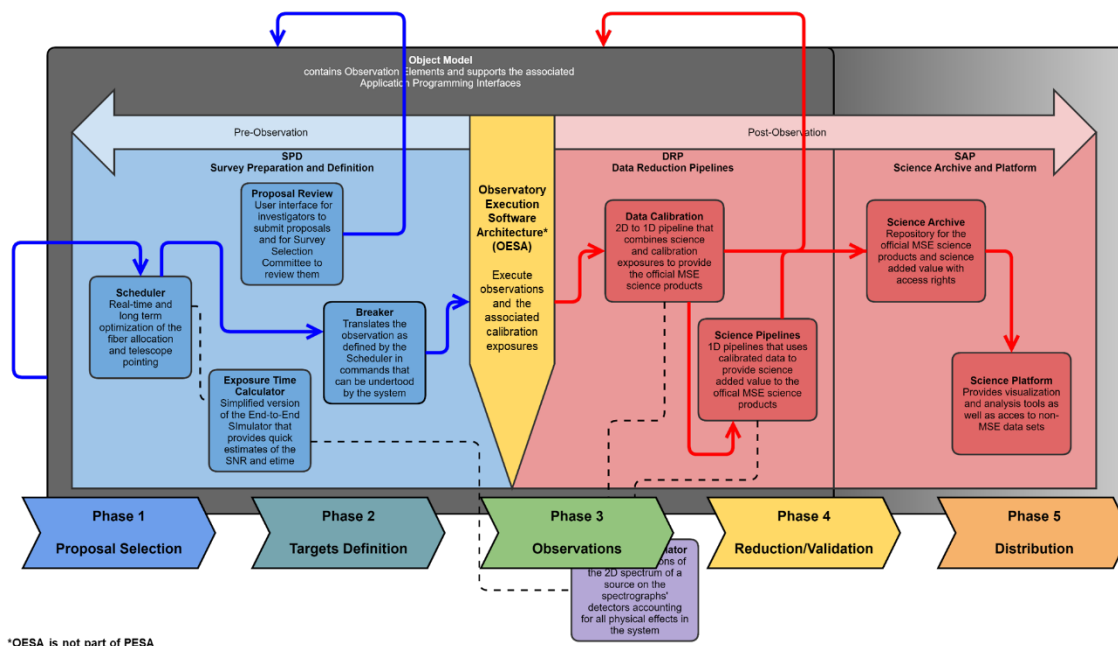 Object Model
contains Observation Elements and supports the associated
Application Programming Interfaces
Pre-Observation
Post-Observation
SPD
Survey Preparation and Definition
DRP
Data Reduction Pipelines
SAP
Science Archive and Platform
Proposal Review
User interface for
investigators to
submit proposals
and for Survey
Selection
Committee to
review them
Scheduler
Real-time and
long term
optimization of the
fiber allocation
and telescope
pointing
Breaker
Translates the
observation as
defined by the
Scheduler in
commands that
can be undertood
by the system
Exposure Time
Calculator
Simplified version
of the End-to-End
SImulator that
provides quick
estimates of the
SNR and etime
Observatory
Execution
Software
Architecture*
(OESA)
Execute
observations
and the
associated
calibration
exposures
Data Calibration
2D to 1D pipeline that
combines science
and calibration
exposures to provide
the official MSE
science products
Science Pipelines
1D pipelines that uses
calibrated data to
provide science
added value to the
offical MSE science
products
Science Archive
Repository for the
official MSE science
products and science
added value with
access rights
Science Platform
Provides visualization
and analysis tools as
well as acces to non-
MSE data sets
Phase 1
Proposal Selection
Phase 2
Targets Definition
Phase 3
Observations
Phase 4
Reduction/Validation
Phase 5
Distribution
the 2D spectrum of a
source on the
spectrographs'
detectors accounting
for all physical effects in
the system
*OESA is not part of PESA